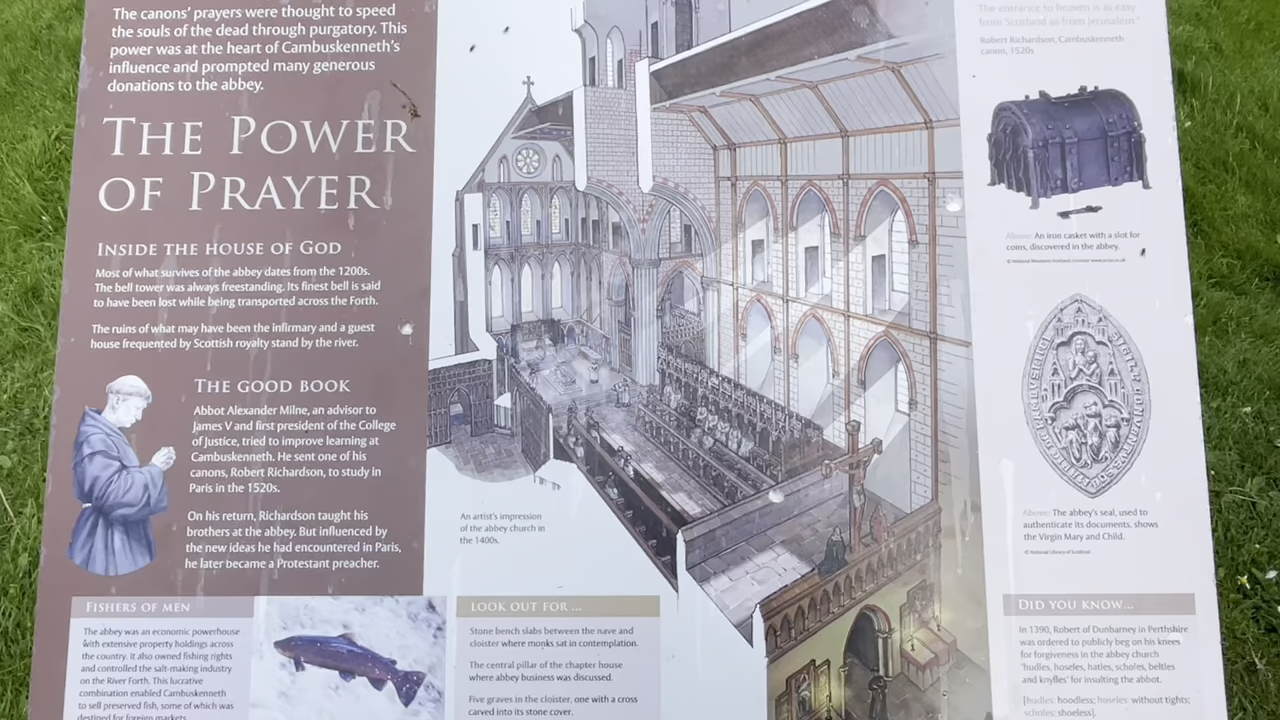 The canons' prayers were thought to speed
the souls of the dead through purgatory. This
power was at the heart of Cambuskenneth's
influence and prompted many generous
donations to the abbey.
THE POWER
OF PRAYER
INSIDE THE HOUSE OF GOD
Most of what survives of the abbey dates from the 1200s.
The bell tower was always freestanding. Its finest bell is said
to have been lost while being transported across the Forth.
The ruins of what may have been the infirmary and a guest
house frequented by Scottish royalty stand by the river.
THE GOOD BOOK
Abbot Alexander Milne, an advisor to
James V and first president of the College
of Justice, tried to improve learning at
Cambuskenneth. He sent one of his
canons, Robert Richardson, to study in
Paris in the 1520s.
On his return, Richardson taught his
brothers at the abbey. But influenced by
the new ideas he had encountered in Paris,
he later became a Protestant preacher.
FISHERS OF MEN
The abbey was an economic powerhouse
with extensive property holdings across
the country. It also owned fishing rights
and controlled the salt-making industry
on the River Forth. This lucrative
combination enabled Cambuskenneth
to sell preserved fish, some of which was
destined for foreign markets.
An artist's impression
of the abbey church in
the 1400s.
LOOK OUT FOR ...
Stone bench slabs between the nave and
cloister where monks sat in contemplation.
The central pillar of the chapter house
where abbey business was discussed.
Five graves in the cloister, one with a cross
carved into its stone cover.
'The entrance to heaven is as easy
from Scotland as from Jerusalem.'
Robert Richardson, Cambuskenneth
canon, 1520s
Above: An iron casket with a slot for
coins, discovered in the abbey.
Above: The abbey's seal, used to
authenticate its documents, shows
the Virgin Mary and Child.
© National Library of Scotland
DID YOU KNOW...
In 1390, Robert of Dunbarney in Perthshire
was ordered to publicly beg on his knees
for forgiveness in the abbey church
'hudles, hoseles, hatles, scholes, beltles
and knyfles' for insulting the abbot.
[hudles: hoodless; hoseles: without tights;
scholes: shoeless].